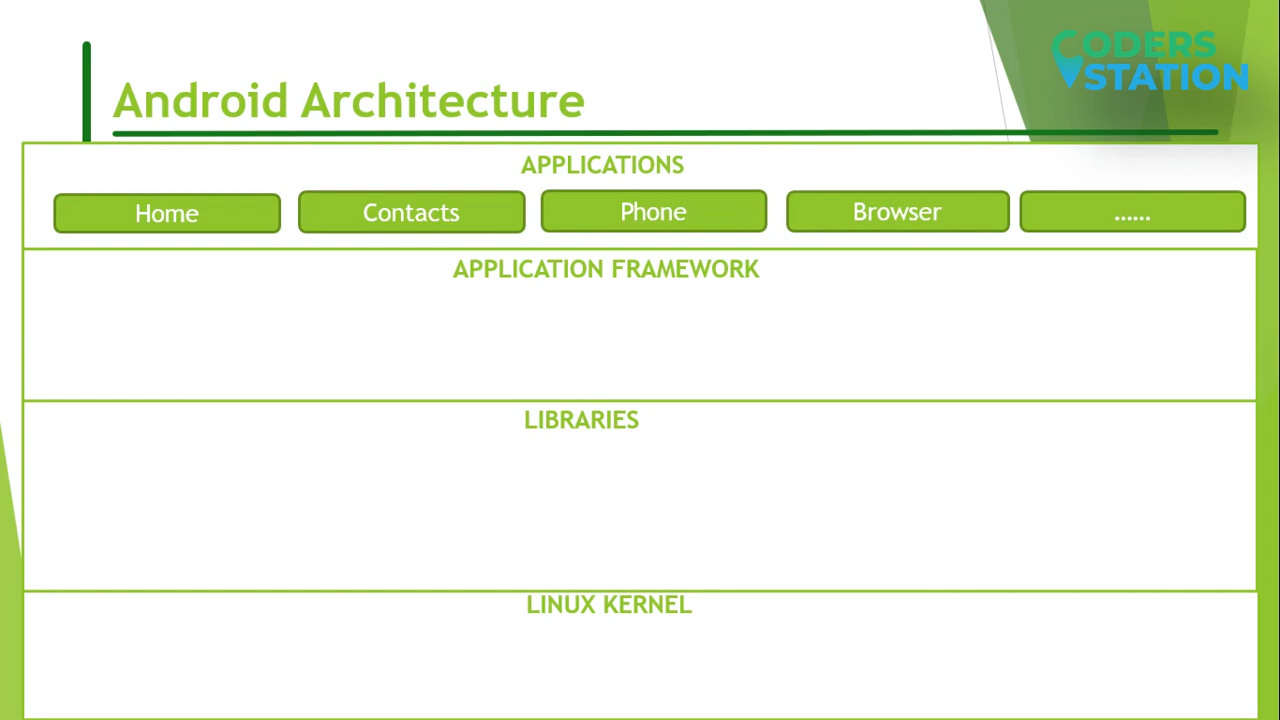 CODERS
STATION
Android Architecture
APPLICATIONS
Home Contacts Phone Browser ......
APPLICATION FRAMEWORK
LIBRARIES
LINUX KERNEL